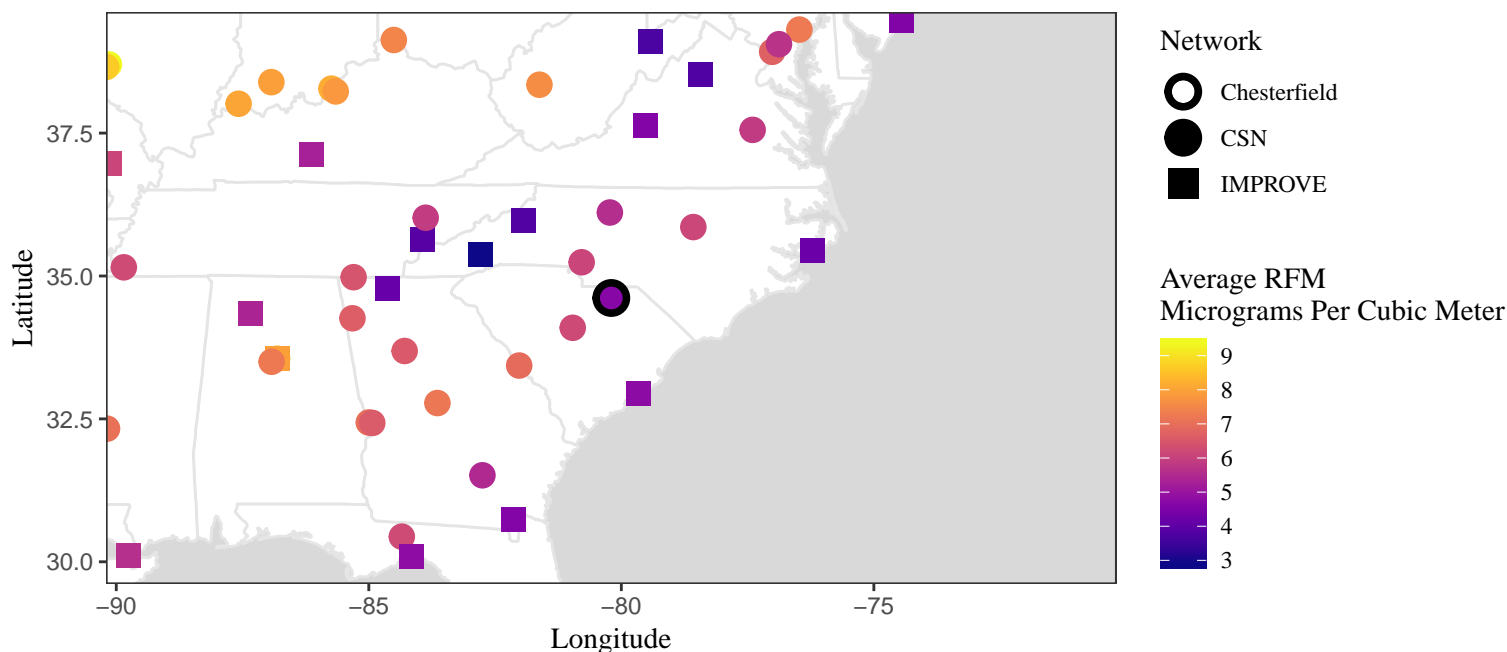 37.5
35.0
32.5
30.0
Latitude
−90
−85
−80
−75
Longitude
Network
Chesterfield
CSN
IMPROVE
Average RFM
Micrograms Per Cubic Meter
9
8
7
6
5
4
3